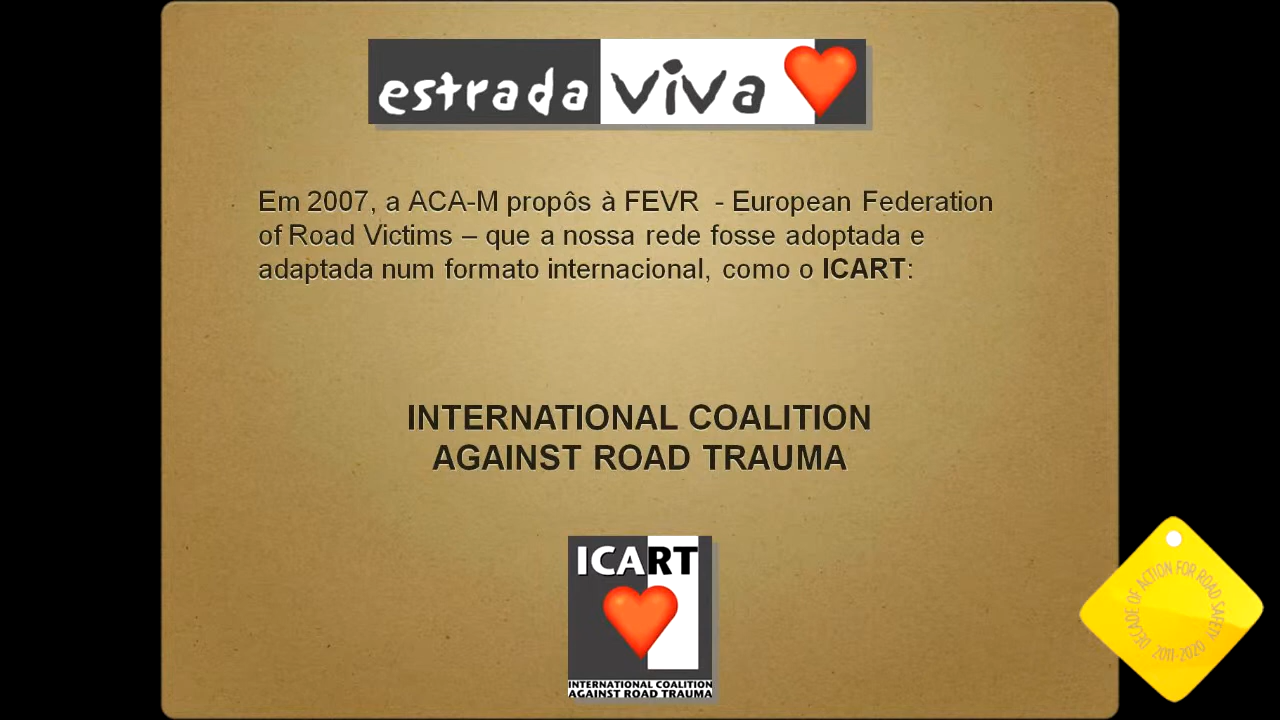 estrada viva
Em 2007, a ACA-M propôs à FEVR - European Federation
of Road Victims – que a nossa rede fosse adoptada e
adaptada num formato internacional, como o ICART:
INTERNATIONAL COALITION
AGAINST ROAD TRAUMA
ICART
INTERNATIONAL COALITION
AGAINST ROAD TRAUMA
DECADE OF ACTION FOR ROAD SAFETY 2011-2020